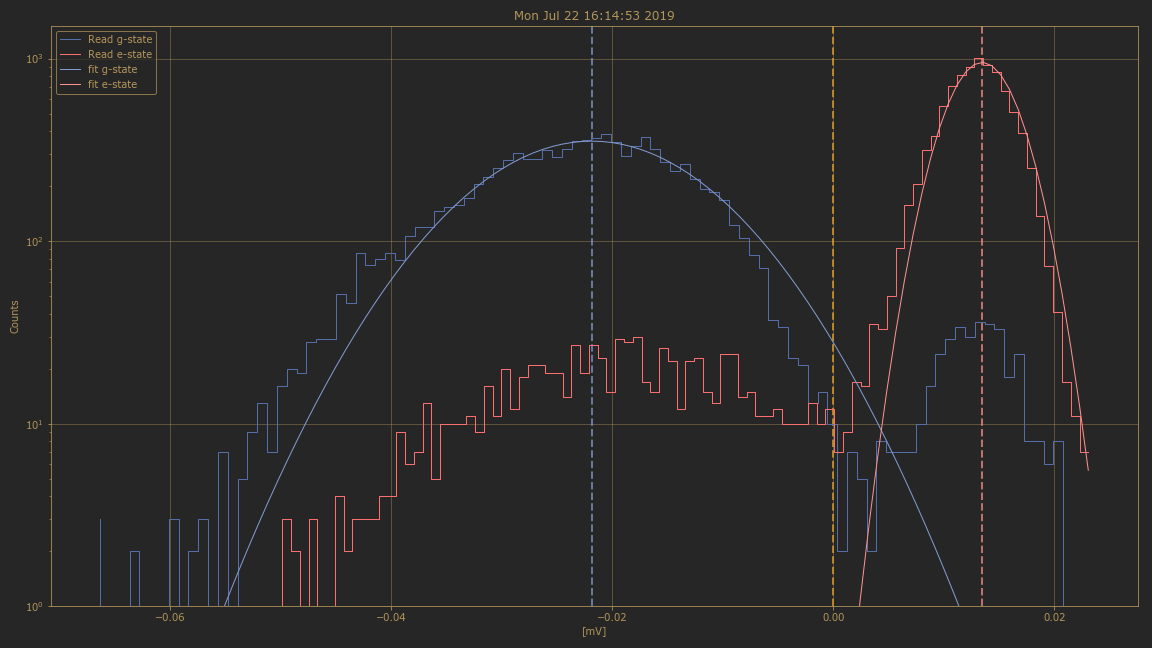 Mon Jul 22 16:14:53 2019
Read g-state
Read e-state
fit g-state
fit e-state
10³
10²
10¹
10⁰
Counts
−0.06
−0.04
−0.02
0.00
0.02
[mV]